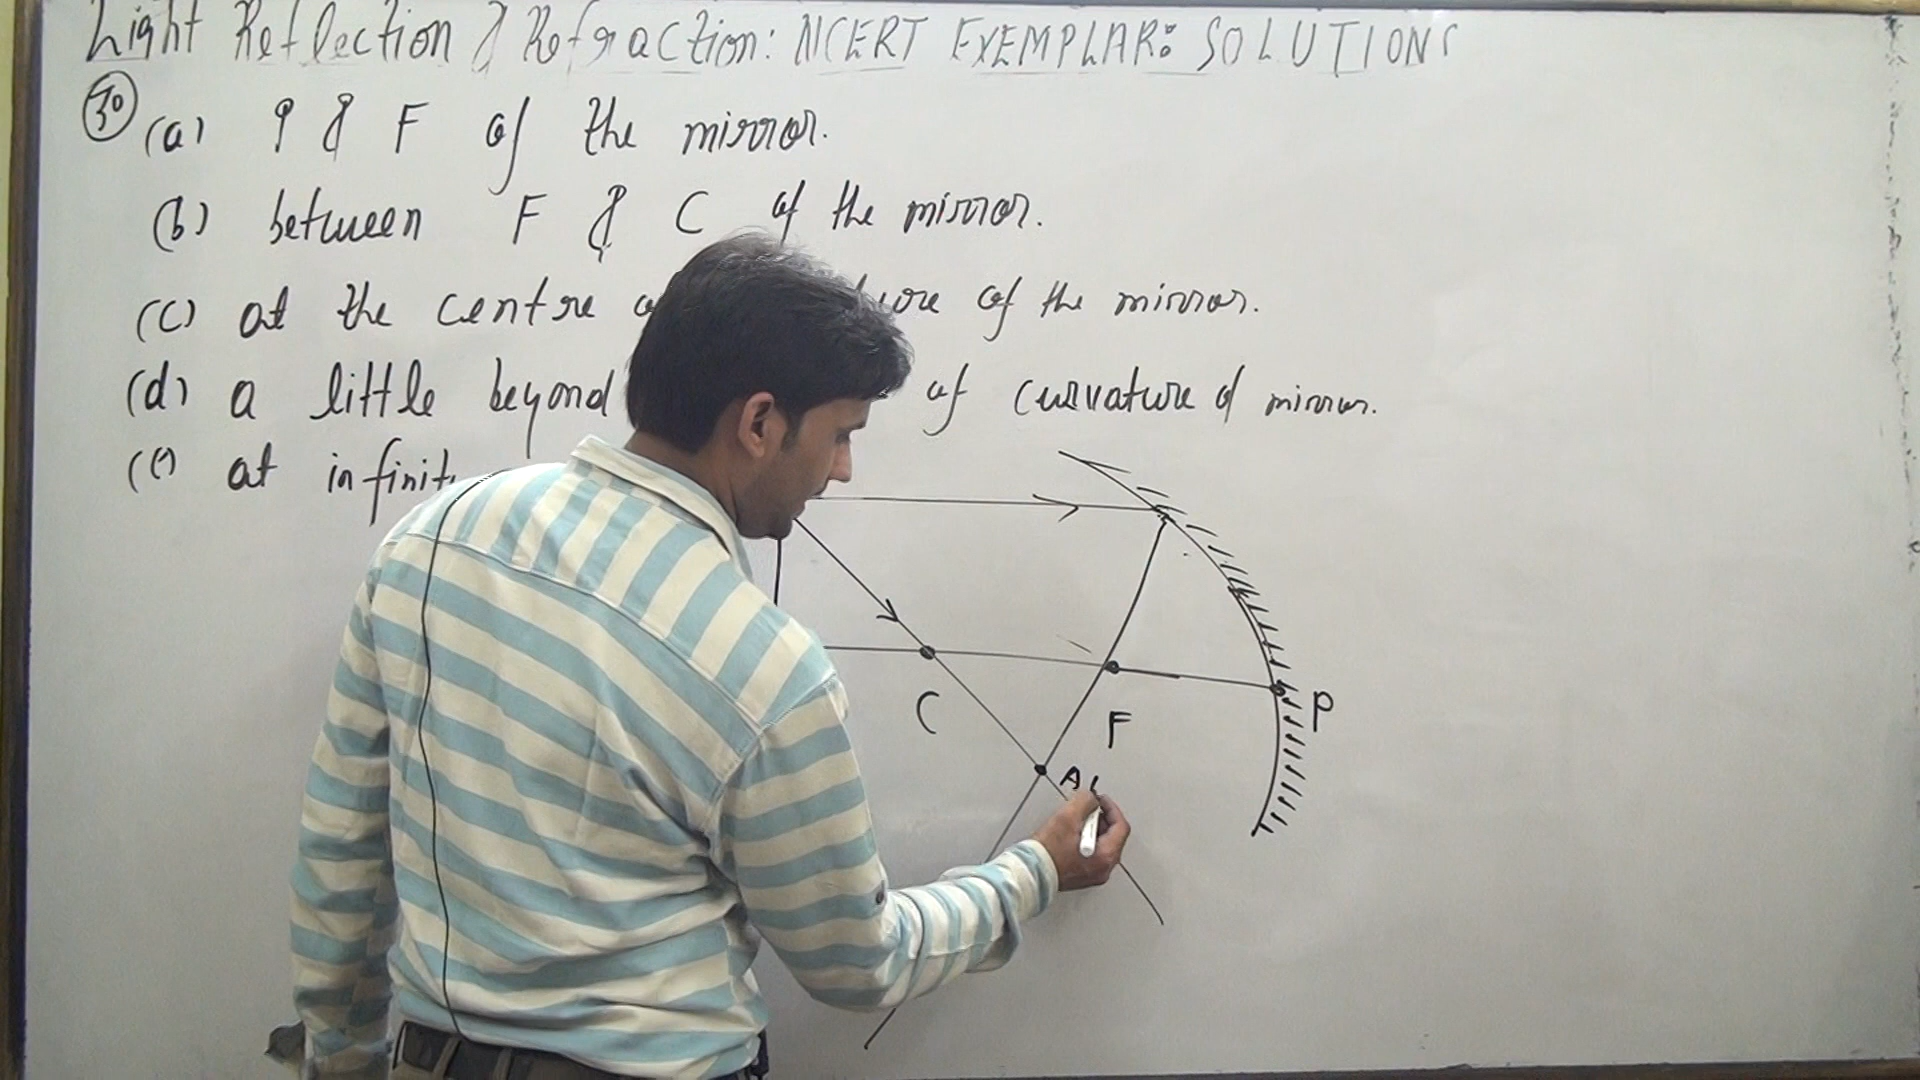 Light Reflection & Refraction: NCERT EXEMPLAR: SOLUTIONS
30 (a) P & F of the mirror.
(b) between F & C of the mirror.
(c) at the centre of the mirror.
(d) a little beyond of curvature of mirror.
(e) at
C
F
P
A'